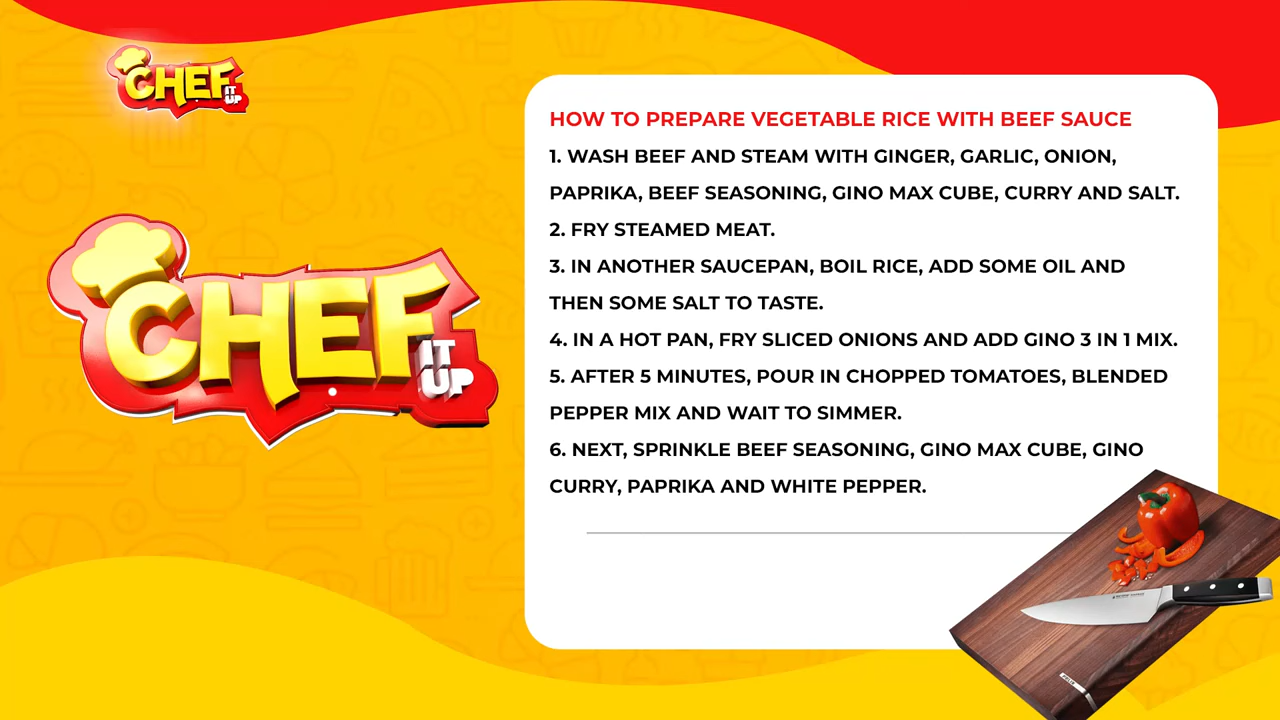 CHEF
IT
UP
HOW TO PREPARE VEGETABLE RICE WITH BEEF SAUCE
1. WASH BEEF AND STEAM WITH GINGER, GARLIC, ONION,
PAPRIKA, BEEF SEASONING, GINO MAX CUBE, CURRY AND SALT.
2. FRY STEAMED MEAT.
3. IN ANOTHER SAUCEPAN, BOIL RICE, ADD SOME OIL AND
THEN SOME SALT TO TASTE.
4. IN A HOT PAN, FRY SLICED ONIONS AND ADD GINO 3 IN 1 MIX.
5. AFTER 5 MINUTES, POUR IN CHOPPED TOMATOES, BLENDED
PEPPER MIX AND WAIT TO SIMMER.
6. NEXT, SPRINKLE BEEF SEASONING, GINO MAX CUBE, GINO
CURRY, PAPRIKA AND WHITE PEPPER.
CHEF
IT
UP